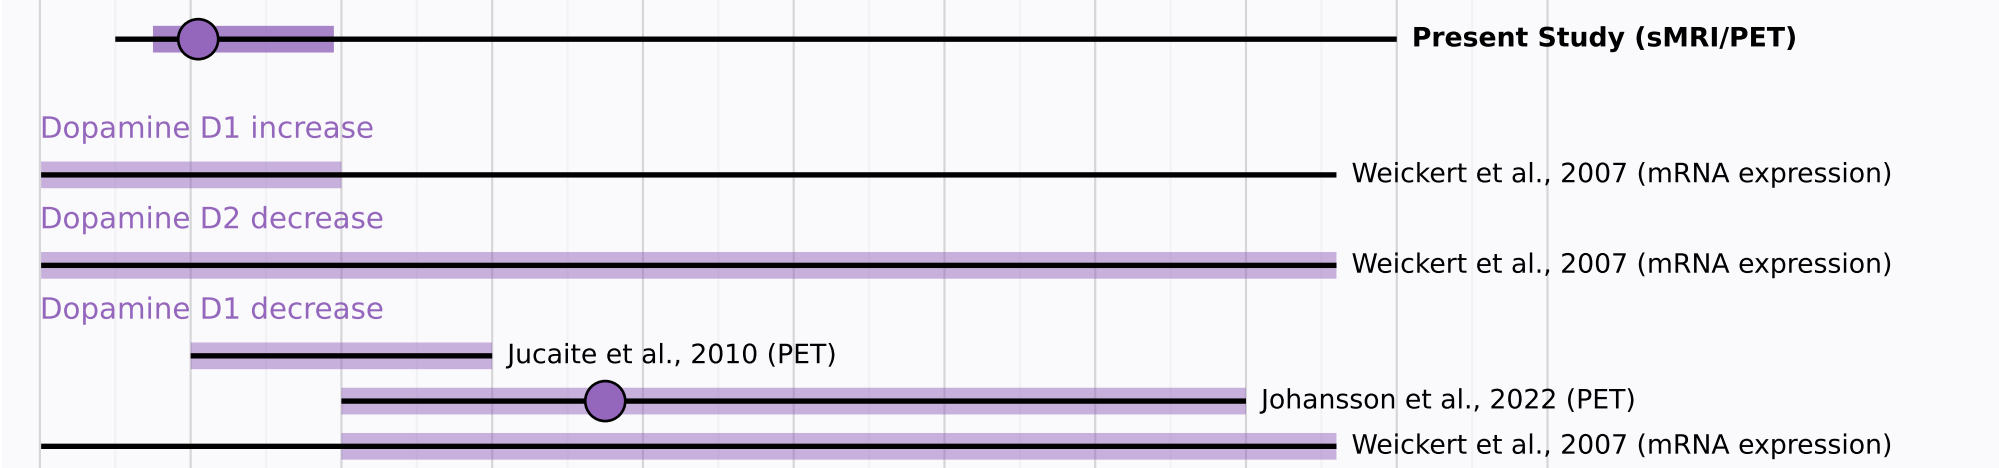 Present Study (sMRI/PET)
Dopamine D1 increase
Weickert et al., 2007 (mRNA expression)
Dopamine D2 decrease
Weickert et al., 2007 (mRNA expression)
Dopamine D1 decrease
Jucaite et al., 2010 (PET)
Johansson et al., 2022 (PET)
Weickert et al., 2007 (mRNA expression)